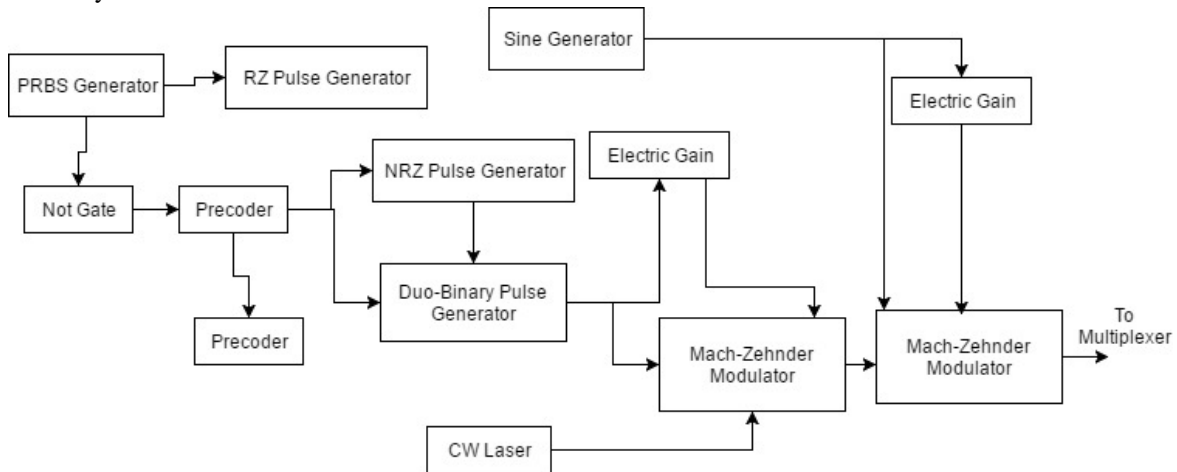 Sine Generator
PRBS Generator
RZ Pulse Generator
Electric Gain
Electric Gain
NRZ Pulse Generator
Not Gate
Precoder
Duo-Binary Pulse
Generator
Precoder
Mach-Zehnder
Modulator
Mach-Zehnder
Modulator
To
Multiplexer
CW Laser